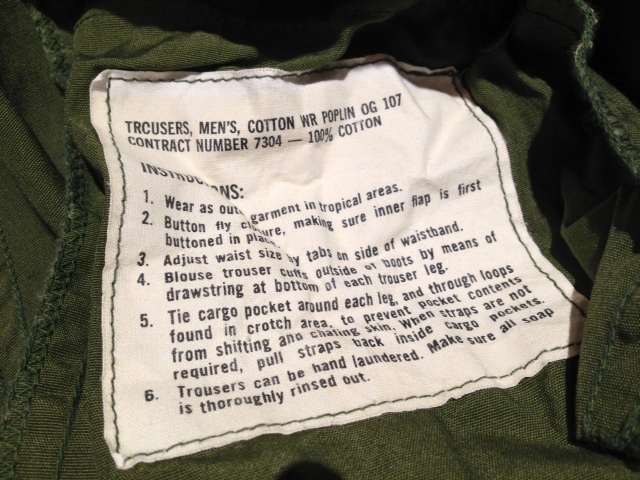 TRCUSERS, MEN'S, COTTON WR POPLIN OG 107
CONTRACT NUMBER 7304 — 100% COTTON
INSTRUCTIONS:
1. Wear as outer garment in tropical areas.
2. Button fly closure, making sure inner flap is first
buttoned in place.
3. Adjust waist size by tabs on side of waistband.
4. Blouse trouser cuffs outside of boots by means of
drawstring at bottom of each trouser leg.
5. Tie cargo pocket around each leg, and through loops
found in crotch area, to prevent pocket contents
from shifting and chafing skin. When straps are not
required, pull straps back inside cargo pockets.
6. Trousers can be hand laundered. Make sure all soap
is thoroughly rinsed out.